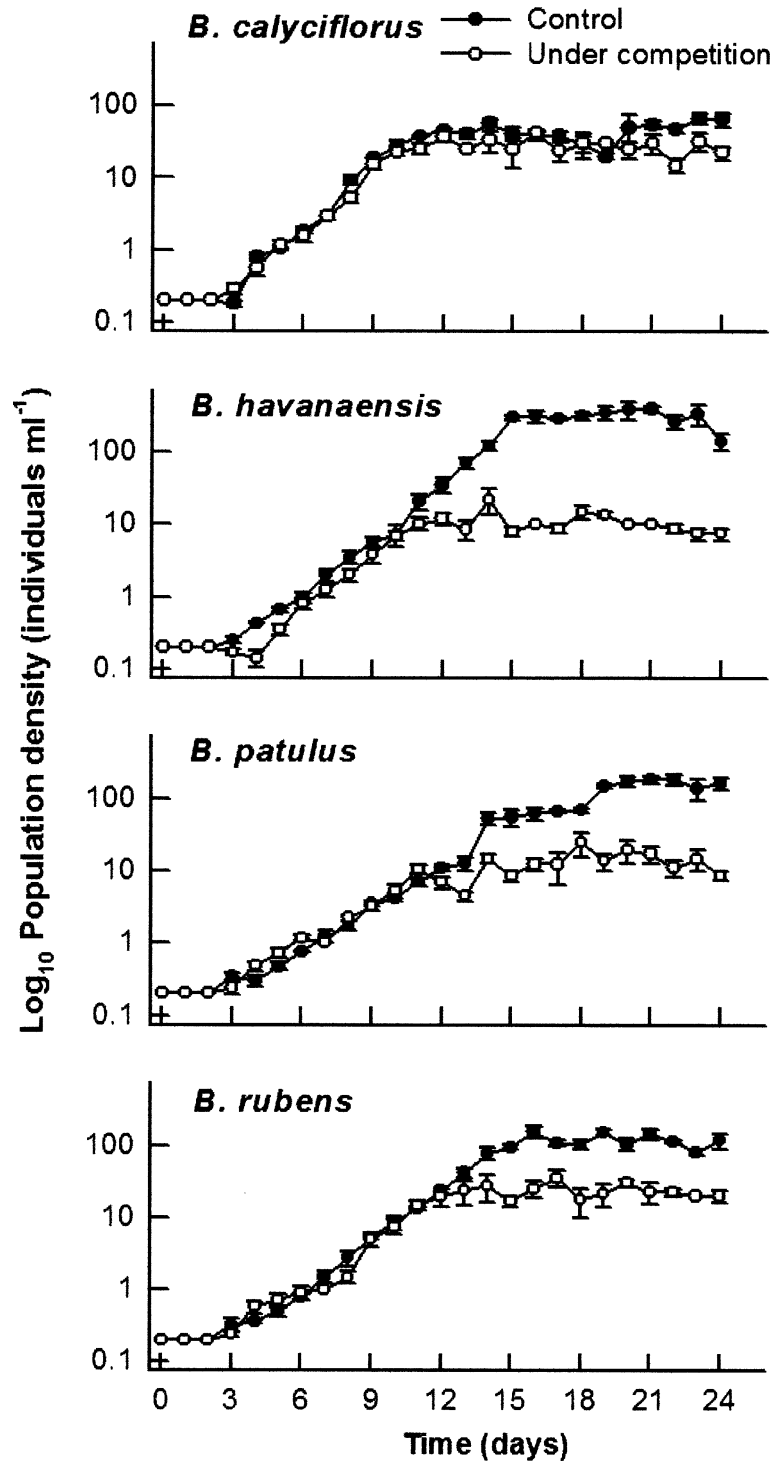 B. calyciflorus
Control
Under competition
100
10
1
0.1
B. havanaensis
100
10
1
0.1
B. patulus
100
10
1
0.1
B. rubens
100
10
1
0.1
0 3 6 9 12 15 18 21 24
Time (days)
Log10 Population density (individuals ml-1)